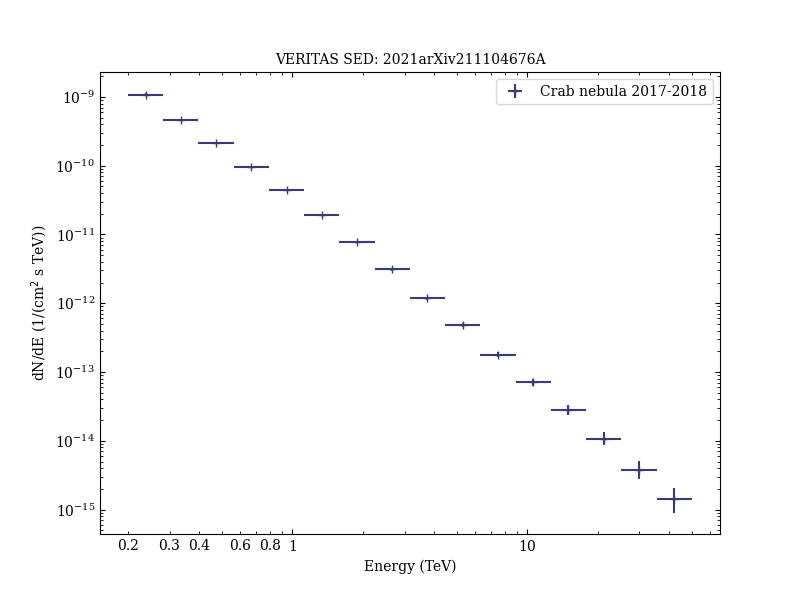 VERITAS SED: 2021arXiv211104676A
Crab nebula 2017-2018
dN/dE (1/(cm² s TeV))
10⁻⁹
10⁻¹⁰
10⁻¹¹
10⁻¹²
10⁻¹³
10⁻¹⁴
10⁻¹⁵
0.2 0.3 0.4 0.6 0.8 1 10
Energy (TeV)